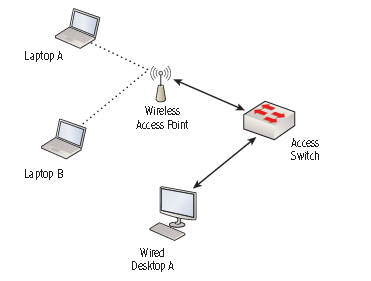 Laptop A
Wireless
Access Point
Access
Switch
Laptop B
Wired
Desktop A